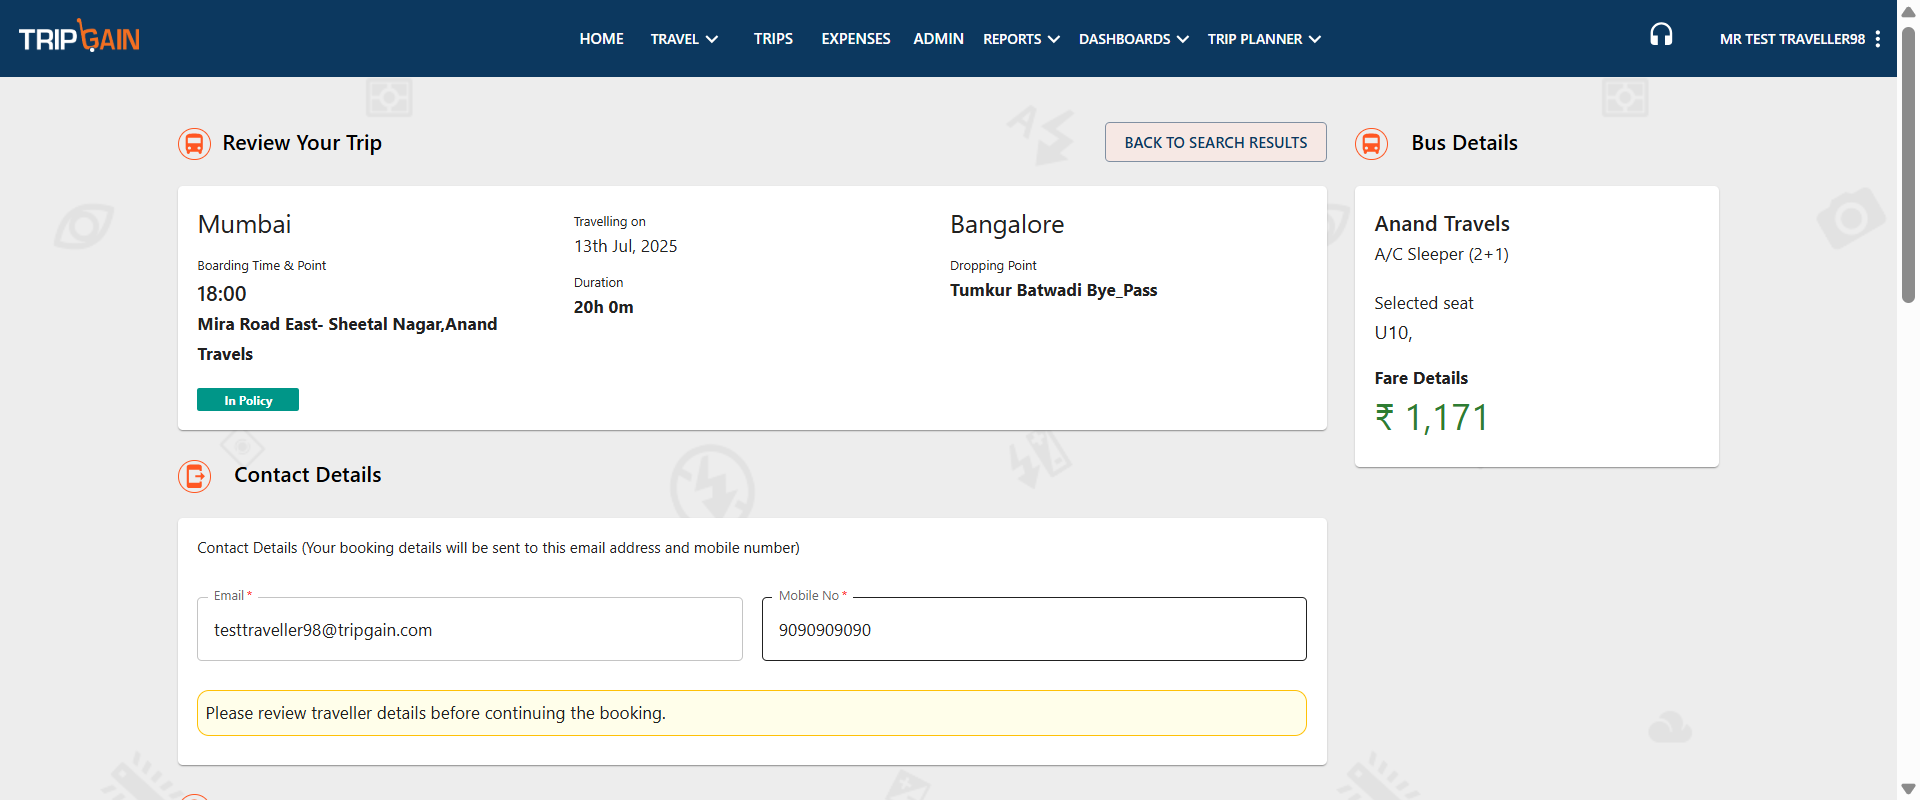 TRIPGAIN
HOME TRAVEL TRIPS EXPENSES ADMIN REPORTS DASHBOARDS TRIP PLANNER MR TEST TRAVELLER98
Review Your Trip
BACK TO SEARCH RESULTS
Mumbai
Boarding Time & Point
18:00
Mira Road East- Sheetal Nagar,Anand
Travels
In Policy
Travelling on
13th Jul, 2025
Duration
20h 0m
Bangalore
Dropping Point
Tumkur Batwadi Bye_Pass
Bus Details
Anand Travels
A/C Sleeper (2+1)
Selected seat
U10,
Fare Details
₹ 1,171
Contact Details
Contact Details (Your booking details will be sent to this email address and mobile number)
Email *
testtraveller98@tripgain.com
Mobile No *
9090909090
Please review traveller details before continuing the booking.